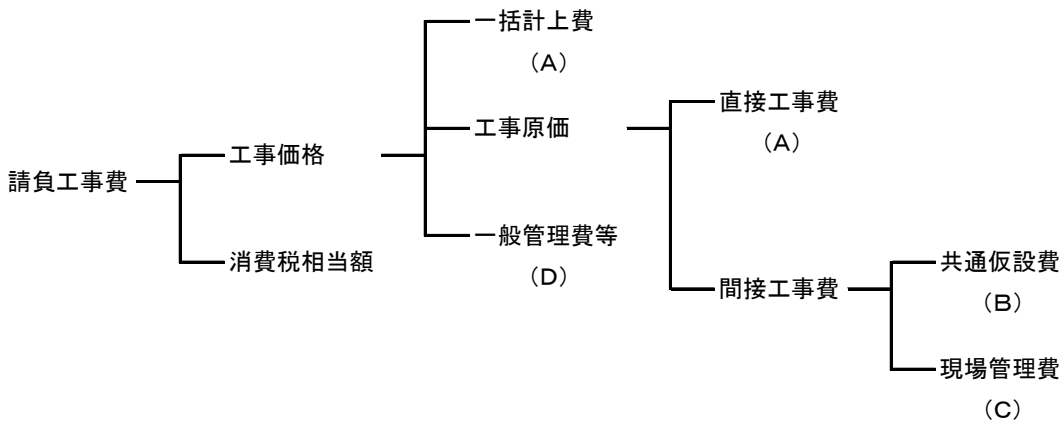 一括計上費
（A）
工事原価
直接工事費
（A）
工事価格
請負工事費
一般管理費等
（D）
消費税相当額
間接工事費
共通仮設費
（B）
現場管理費
（C）